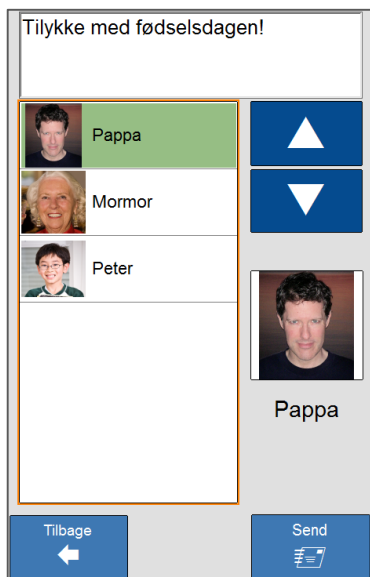 Tilykke med fødselsdagen!
Pappa
Mormor
Peter
Pappa
Tilbage
Send